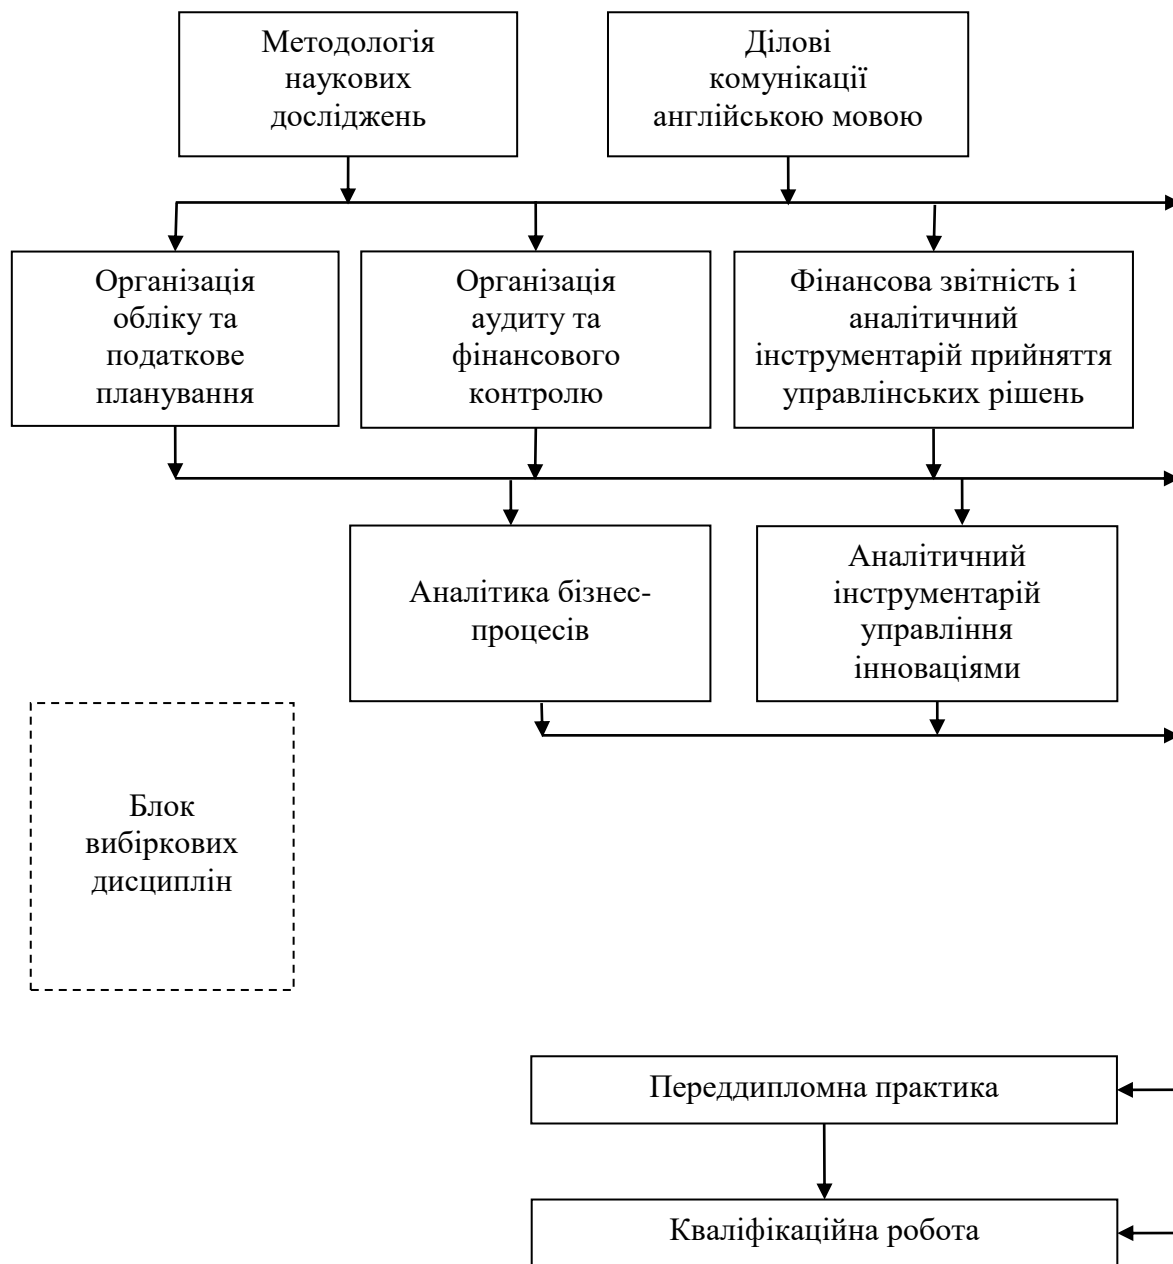 Методологія
наукових
досліджень
Ділові
комунікації
англійською мовою
Організація
обліку та
податкове
планування
Організація
аудиту та
фінансового
контролю
Фінансова звітність і
аналітичний
інструментарій прийняття
управлінських рішень
Аналітика бізнес-
процесів
Аналітичний
інструментарій
управління
інноваціями
Блок
вибіркових
дисциплін
Переддипломна практика
Кваліфікаційна робота